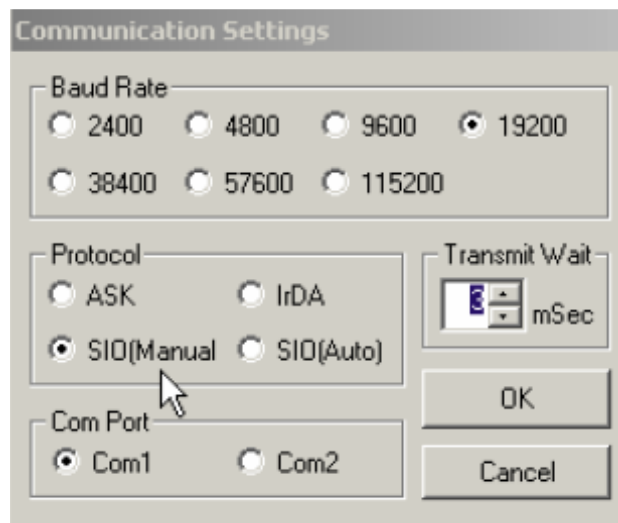 Communication Settings
Baud Rate
2400 4800 9600 19200
38400 57600 115200
Protocol
ASK IrDA
SIO(Manual SIO(Auto)
Transmit Wait
3 mSec
Com Port
Com1 Com2
OK
Cancel